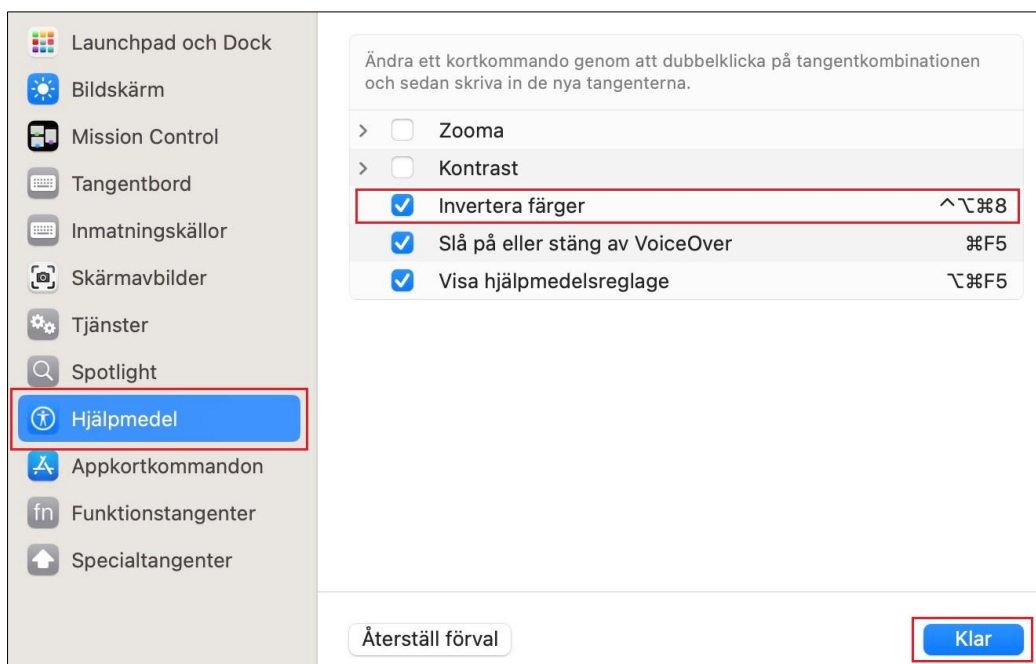 Launchpad och Dock
Bildskärm
Mission Control
Tangentbord
Inmatningskällor
Skärmavbilder
Tjänster
Spotlight
Hjälpmedel
Appkortkommandon
fn Funktionstangenter
Specialtangenter
Ändra ett kortkommando genom att dubbelklicka på tangentkombinationen
och sedan skriva in de nya tangenterna.
Zooma
Kontrast
Invertera färger ^⌥⌘8
Slå på eller stäng av VoiceOver ⌘F5
Visa hjälpmedelsreglage ⌥⌘F5
Återställ förval Klar